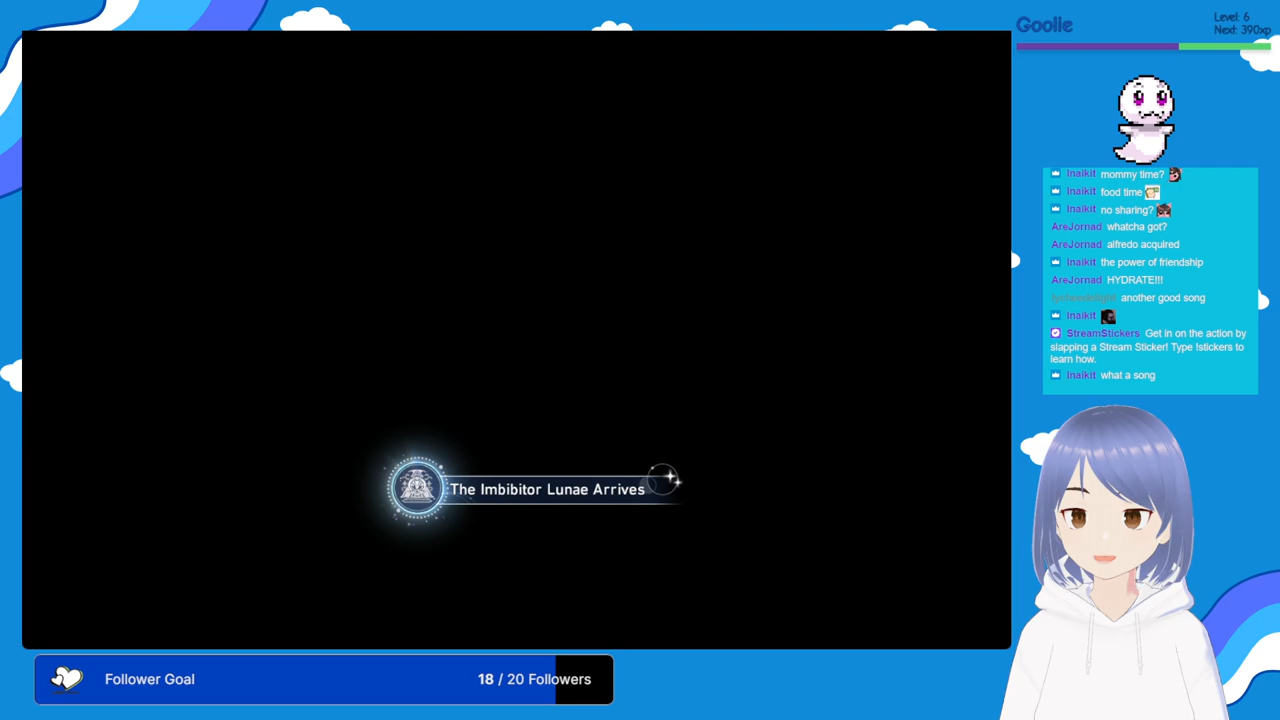 Goolie
Level: 6
Next: 390xp
Inaikit mommy time?
Inaikit food time
Inaikit no sharing?
AreJornad whatcha got?
AreJornad alfredo acquired
Inaikit the power of friendship
AreJornad HYDRATE!!!
another good song
Inaikit
StreamStickers Get in on the action by
slapping a Stream Sticker! Type !stickers to
learn how.
Inaikit what a song
The Imbibitor Lunae Arrives
Follower Goal
18 / 20 Followers